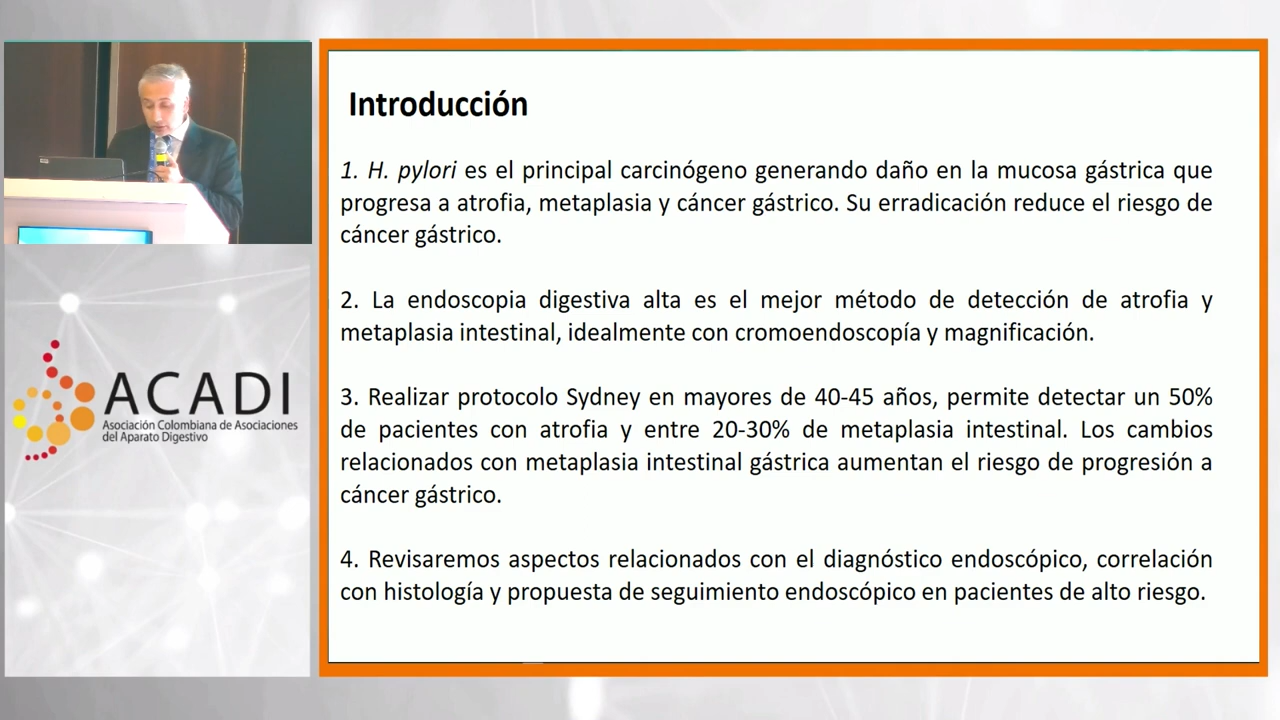 Introducción
1. H. pylori es el principal carcinógeno generando daño en la mucosa gástrica que
progresa a atrofia, metaplasia y cáncer gástrico. Su erradicación reduce el riesgo de
cáncer gástrico.
2. La endoscopia digestiva alta es el mejor método de detección de atrofia y
metaplasia intestinal, idealmente con cromoendoscopía y magnificación.
3. Realizar protocolo Sydney en mayores de 40-45 años, permite detectar un 50%
de pacientes con atrofia y entre 20-30% de metaplasia intestinal. Los cambios
relacionados con metaplasia intestinal gástrica aumentan el riesgo de progresión a
cáncer gástrico.
4. Revisaremos aspectos relacionados con el diagnóstico endoscópico, correlación
con histología y propuesta de seguimiento endoscópico en pacientes de alto riesgo.
ACADI
Asociación Colombiana de Asociaciones
del Aparato Digestivo